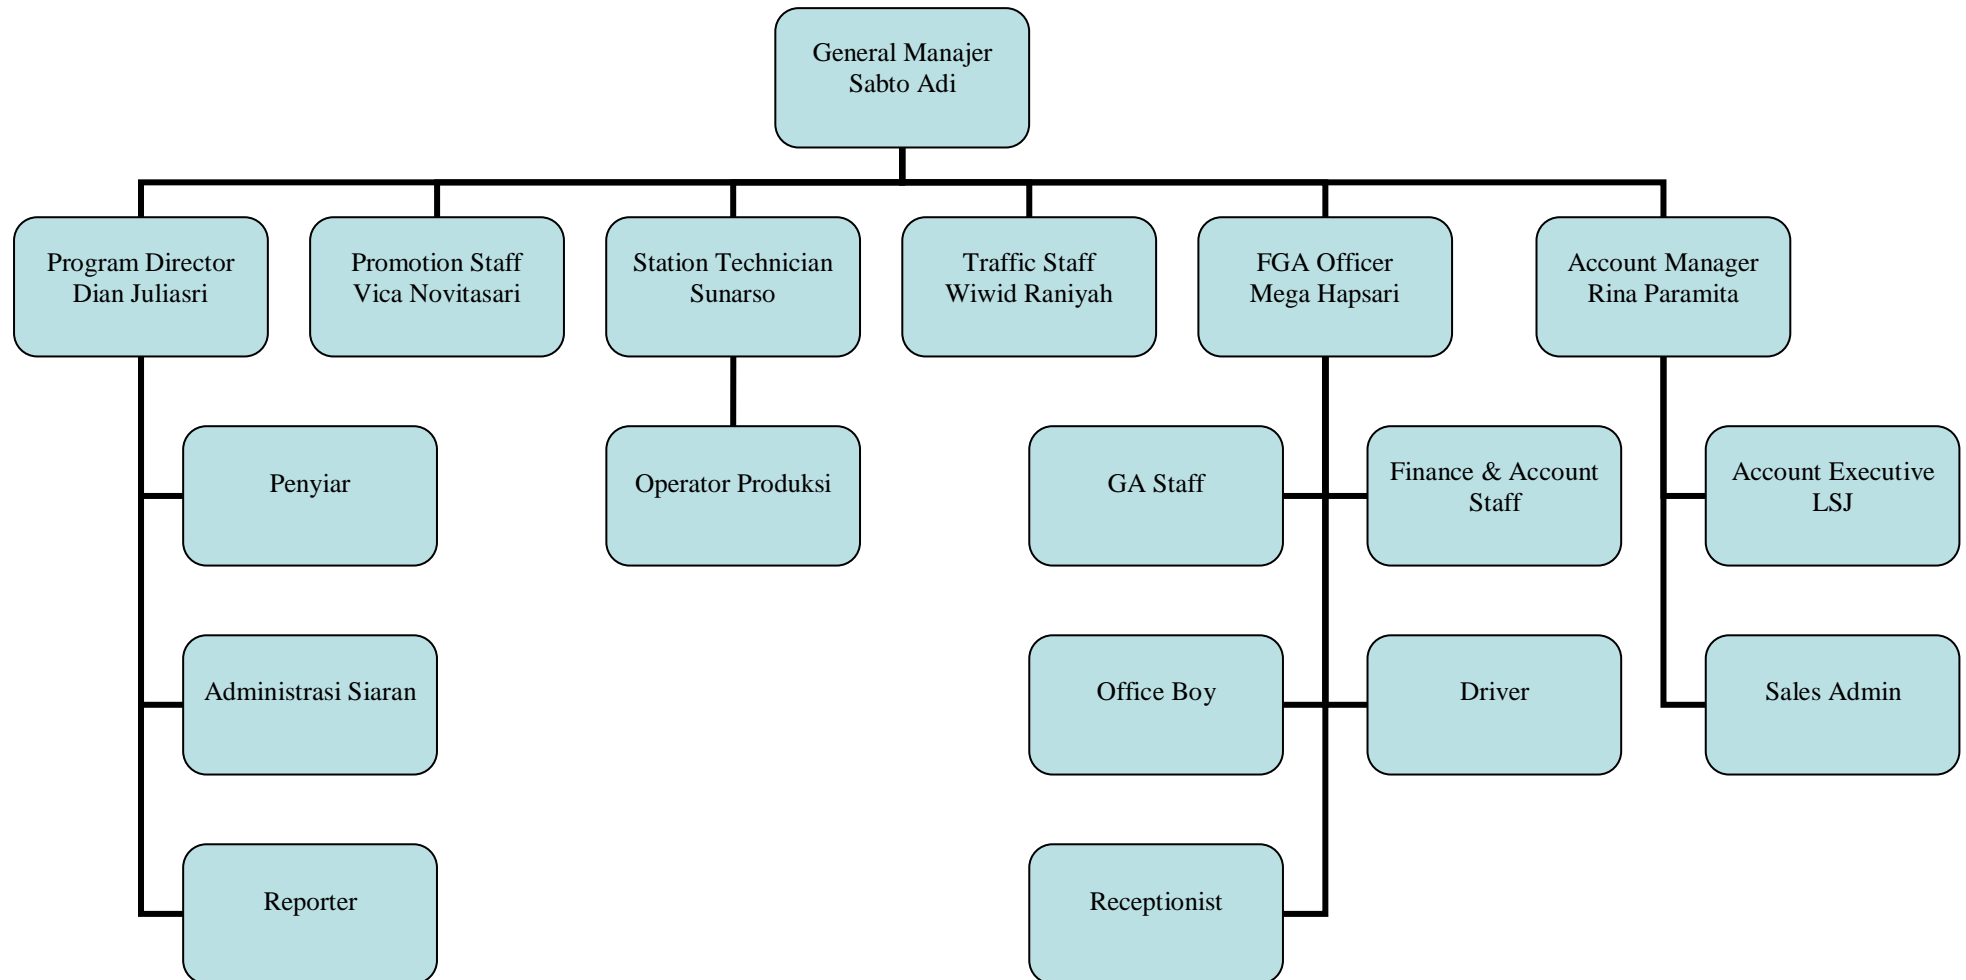 General Manajer
Sabto Adi
Program Director
Dian Juliasri
Promotion Staff
Vica Novitasari
Station Technician
Sunarso
Traffic Staff
Wiwid Raniyah
FGA Officer
Mega Hapsari
Account Manager
Rina Paramita
Penyiar
Operator Produksi
GA Staff
Finance & Account
Staff
Account Executive
LSJ
Administrasi Siaran
Office Boy
Driver
Sales Admin
Reporter
Receptionist